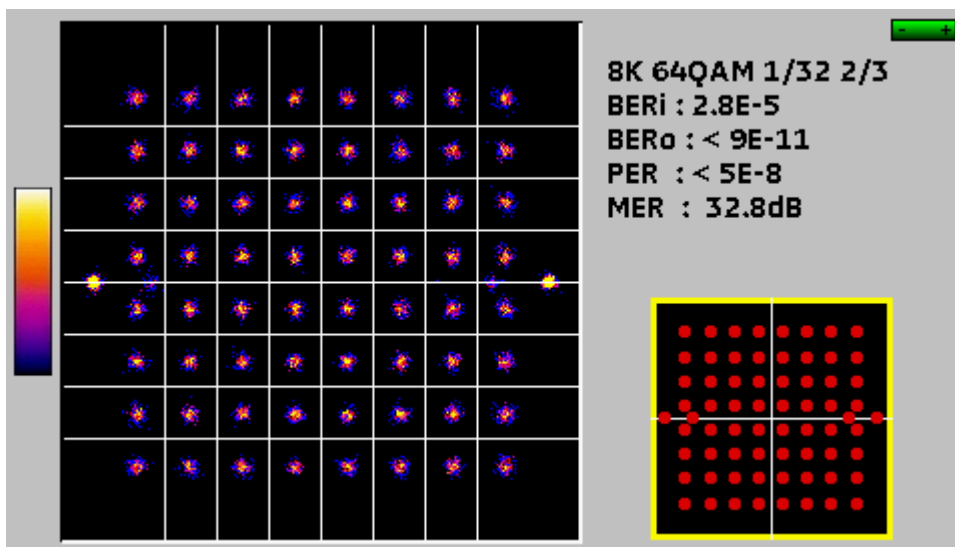 - +
8K 64QAM 1/32 2/3
BERi : 2.8E-5
BERo : < 9E-11
PER : < 5E-8
MER : 32.8dB